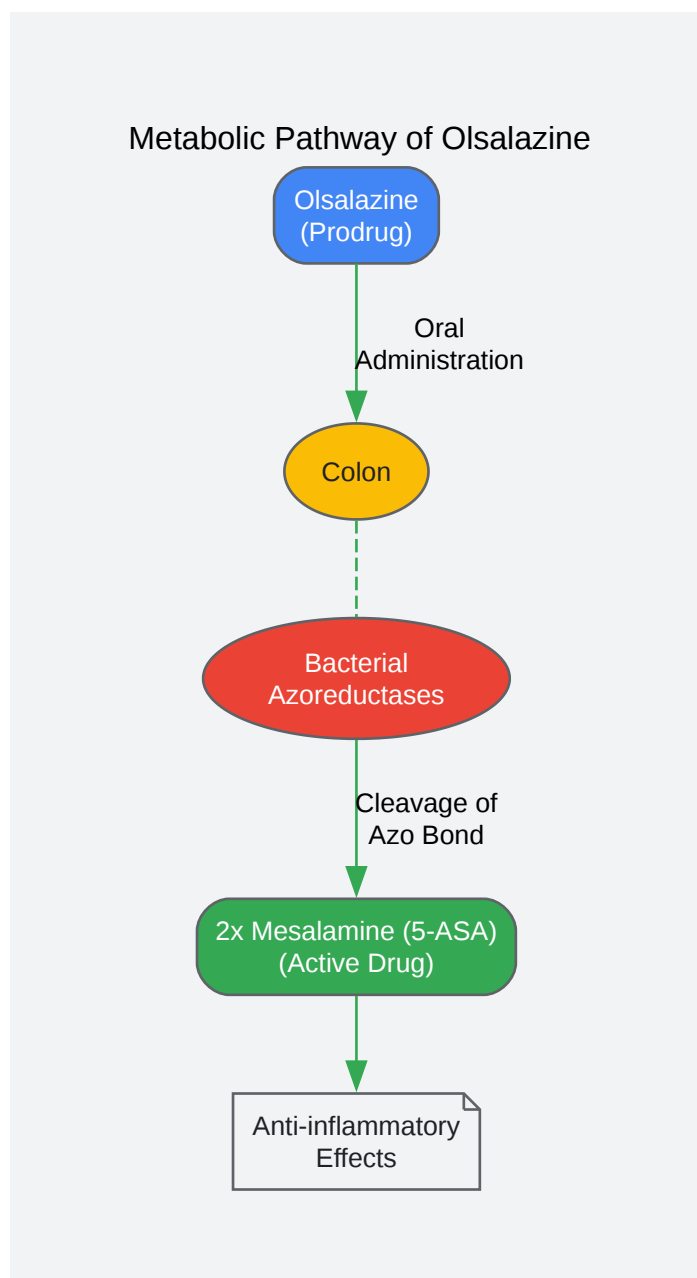 Metabolic Pathway of Olsalazine
Olsalazine
(Prodrug)
Oral
Administration
Colon
Bacterial
Azoreductases
Cleavage of
Azo Bond
2x Mesalamine (5-ASA)
(Active Drug)
Anti-inflammatory
Effects